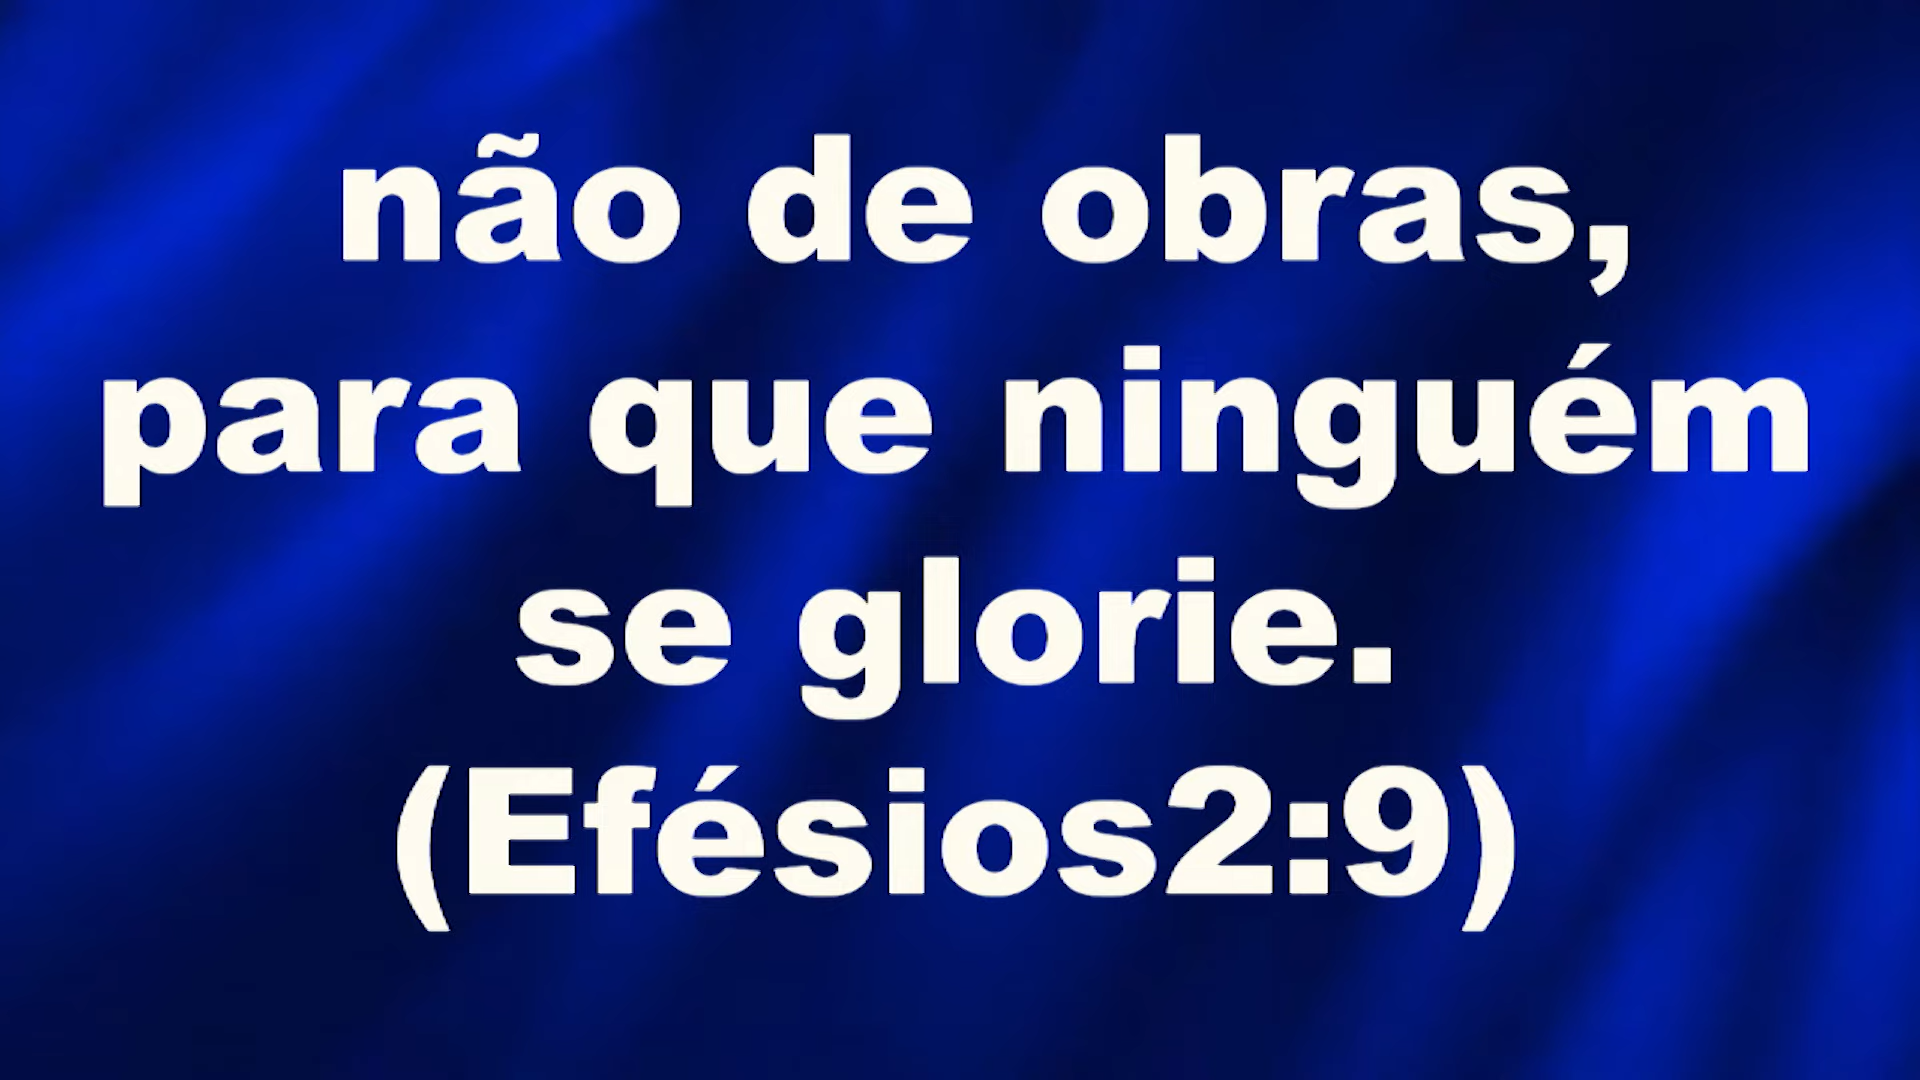 não de obras,
para que ninguém
se glorie.
(Efésios2:9)